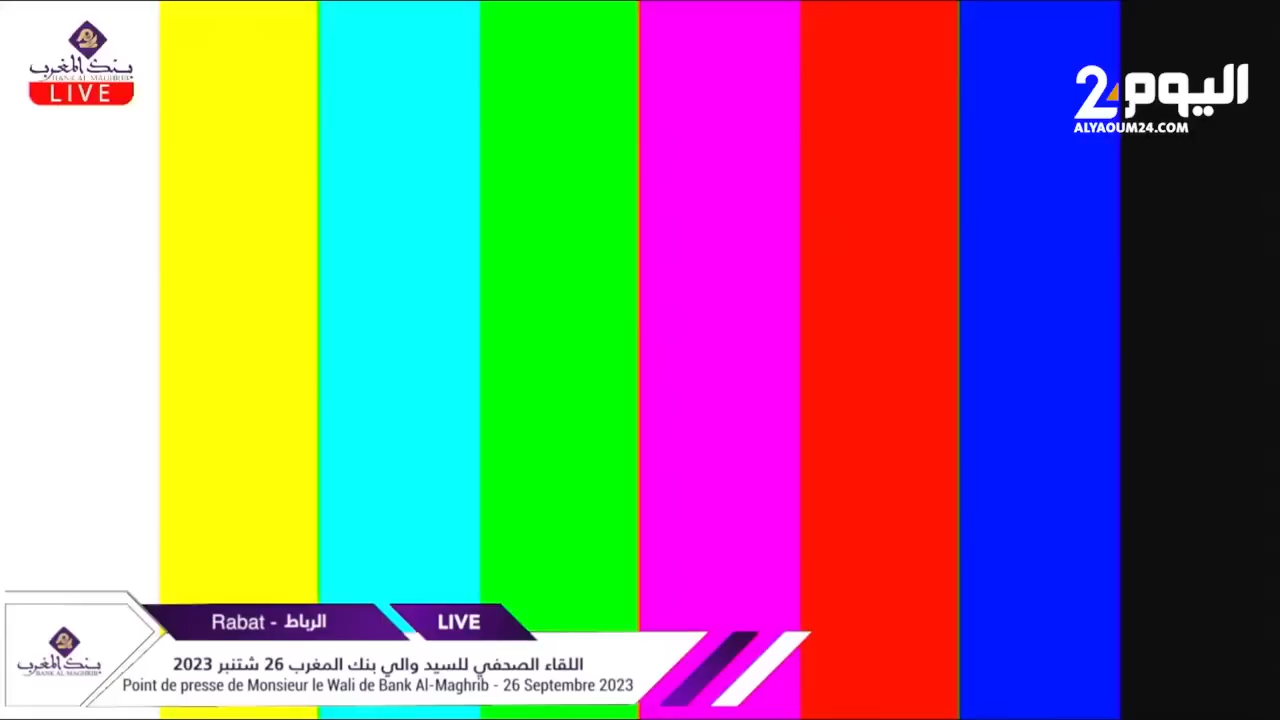 بنك المغرب
BANK AL-MAGHRIB
LIVE
اليوم 24
ALYAOUM24.COM
Rabat - الرباط
LIVE
بنك المغرب
BANK AL-MAGHRIB
اللقاء الصحفي للسيد والي بنك المغرب 26 شتنبر 2023
Point de presse de Monsieur le Wali de Bank Al-Maghrib - 26 Septembre 2023